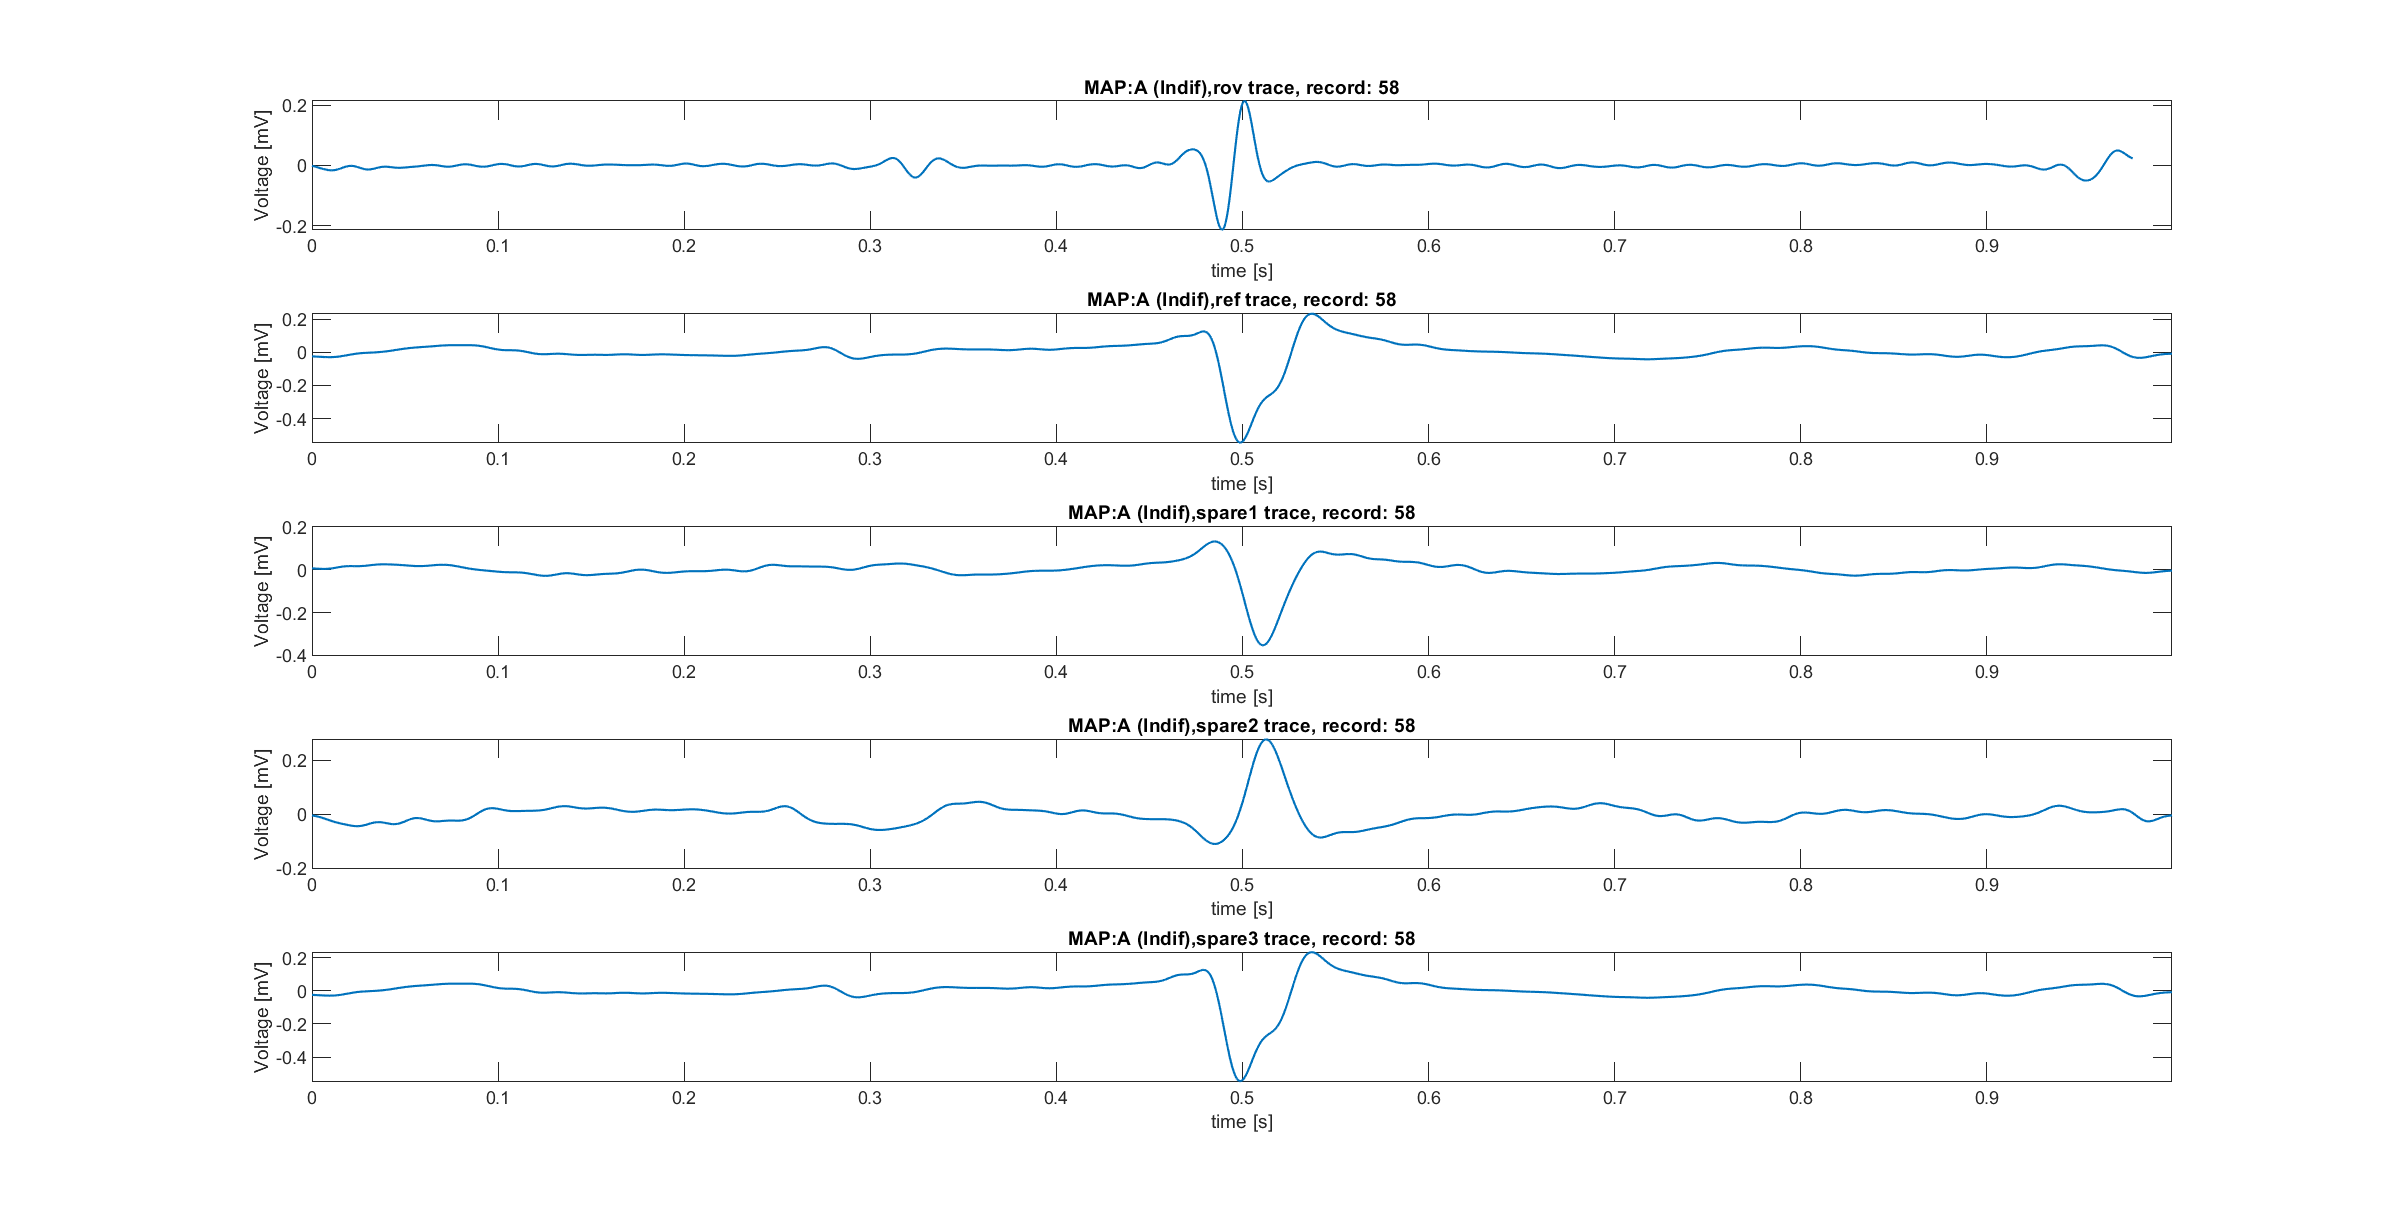 MAP:A (Indif),rov trace, record: 58
0.2
0
-0.2
Voltage [mV]
0 0.1 0.2 0.3 0.4 0.5 0.6 0.7 0.8 0.9
time [s]
MAP:A (Indif),ref trace, record: 58
0.2
0
-0.2
-0.4
Voltage [mV]
0 0.1 0.2 0.3 0.4 0.5 0.6 0.7 0.8 0.9
time [s]
MAP:A (Indif),spare1 trace, record: 58
0.2
0
-0.2
-0.4
Voltage [mV]
0 0.1 0.2 0.3 0.4 0.5 0.6 0.7 0.8 0.9
time [s]
MAP:A (Indif),spare2 trace, record: 58
0.2
0
-0.2
Voltage [mV]
0 0.1 0.2 0.3 0.4 0.5 0.6 0.7 0.8 0.9
time [s]
MAP:A (Indif),spare3 trace, record: 58
0.2
0
-0.2
-0.4
Voltage [mV]
0 0.1 0.2 0.3 0.4 0.5 0.6 0.7 0.8 0.9
time [s]